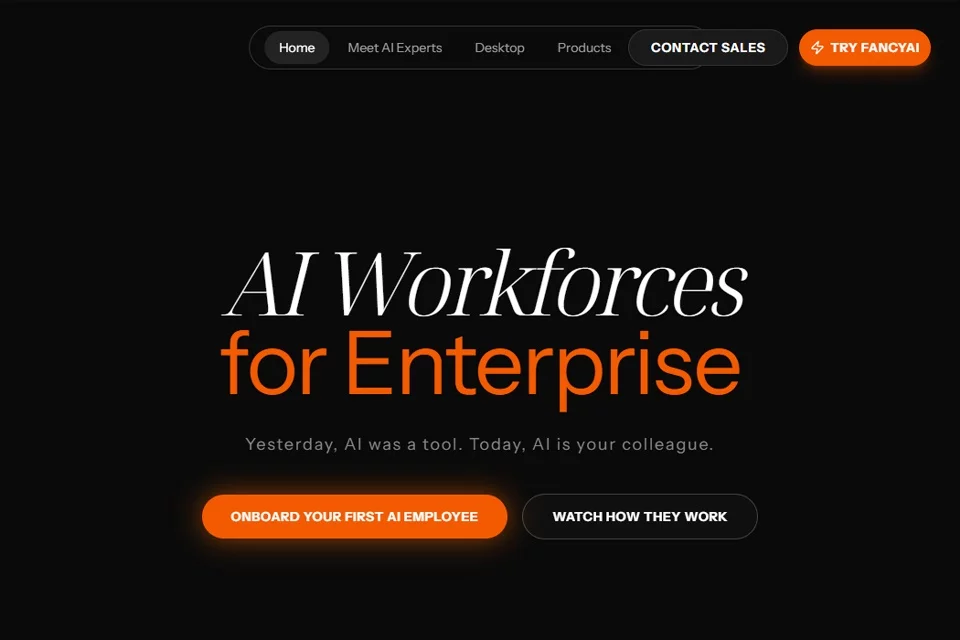 Home
Meet AI Experts
Desktop
Products
CONTACT SALES
TRY FANCYAI
AI Workforces
for Enterprise
Yesterday, AI was a tool. Today, AI is your colleague.
ONBOARD YOUR FIRST AI EMPLOYEE
WATCH HOW THEY WORK